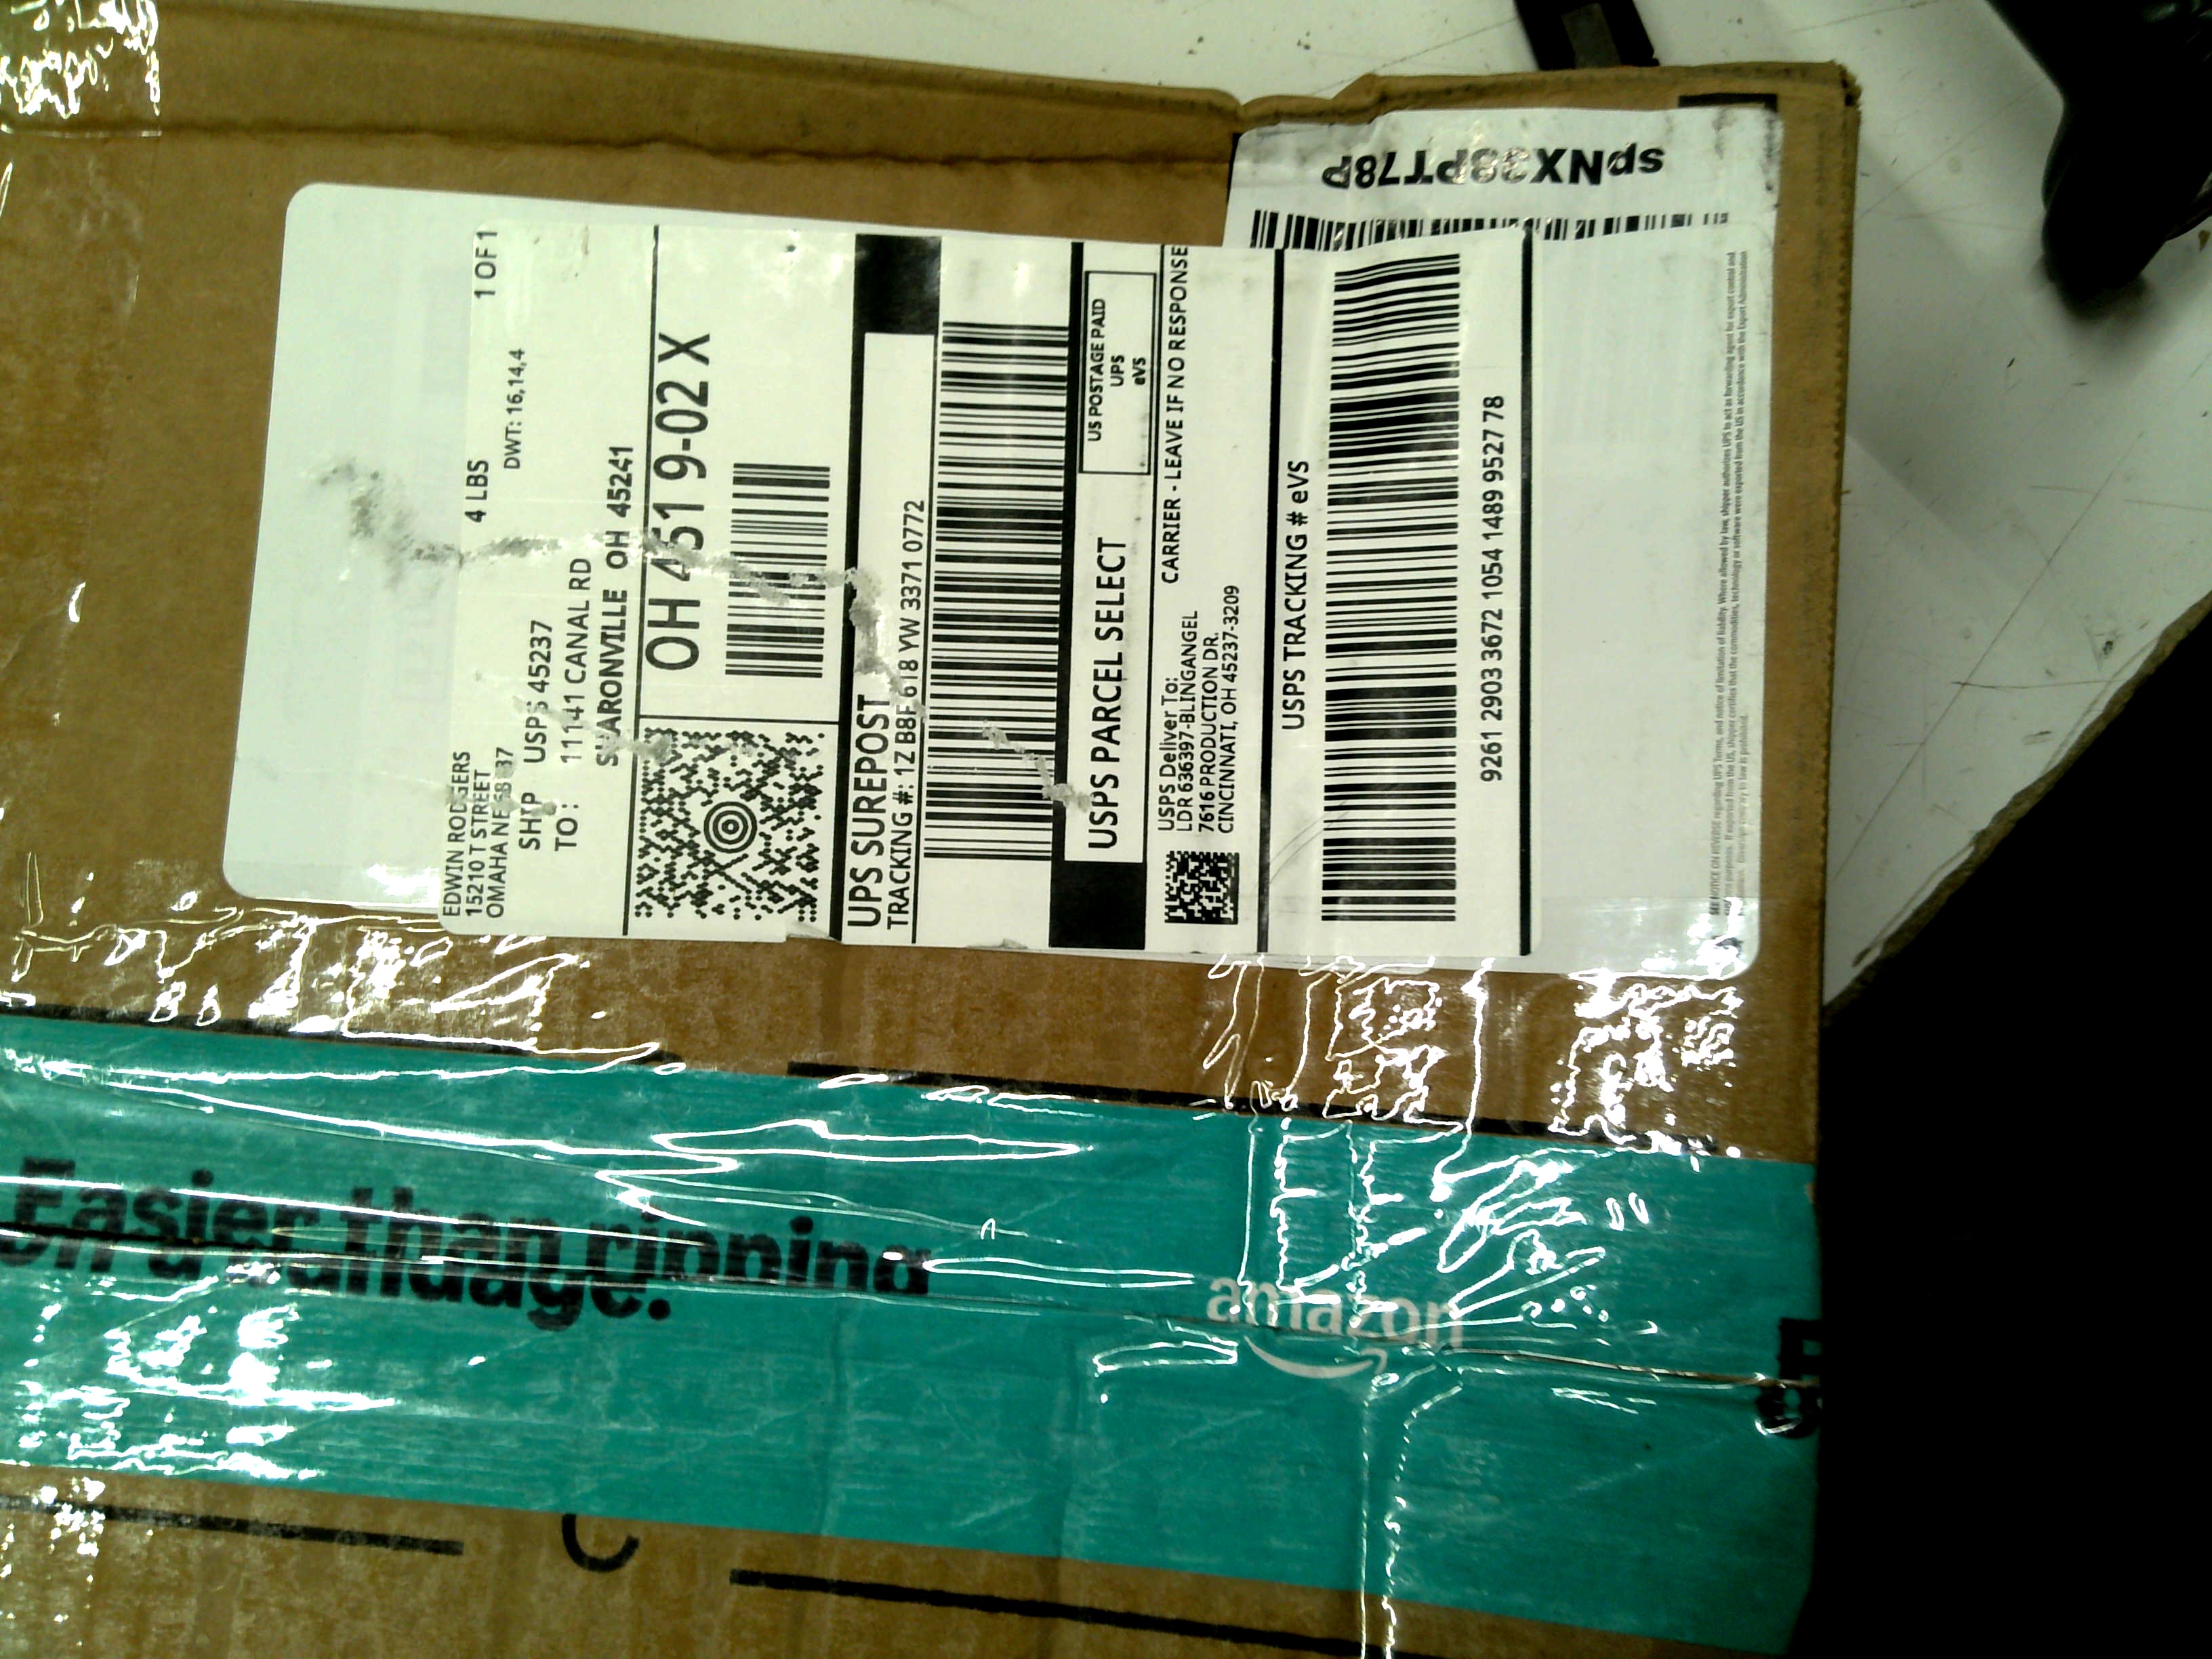 EDWIN RODGERS
15210 T STREET
OMAHA NE
4 LBS
1 OF 1
DWT: 16,14,4
SHIP USPS 45237
TO: 11141 CANAL RD
SHARONVILLE OH 45241
OH 451 9-02 X
UPS SUREPOST
TRACKING #: 1Z B8F 618 YW 3371 0772
USPS PARCEL SELECT
US POSTAGE PAID
UPS
eVS
USPS Deliver To:
LDR 636397-BLINGANGEL
7616 PRODUCTION DR.
CINCINNATI, OH 45237-3209
CARRIER - LEAVE IF NO RESPONSE
USPS TRACKING # eVS
9261 2903 3672 1054 1489 9527 78
Easier than ripping
amazon